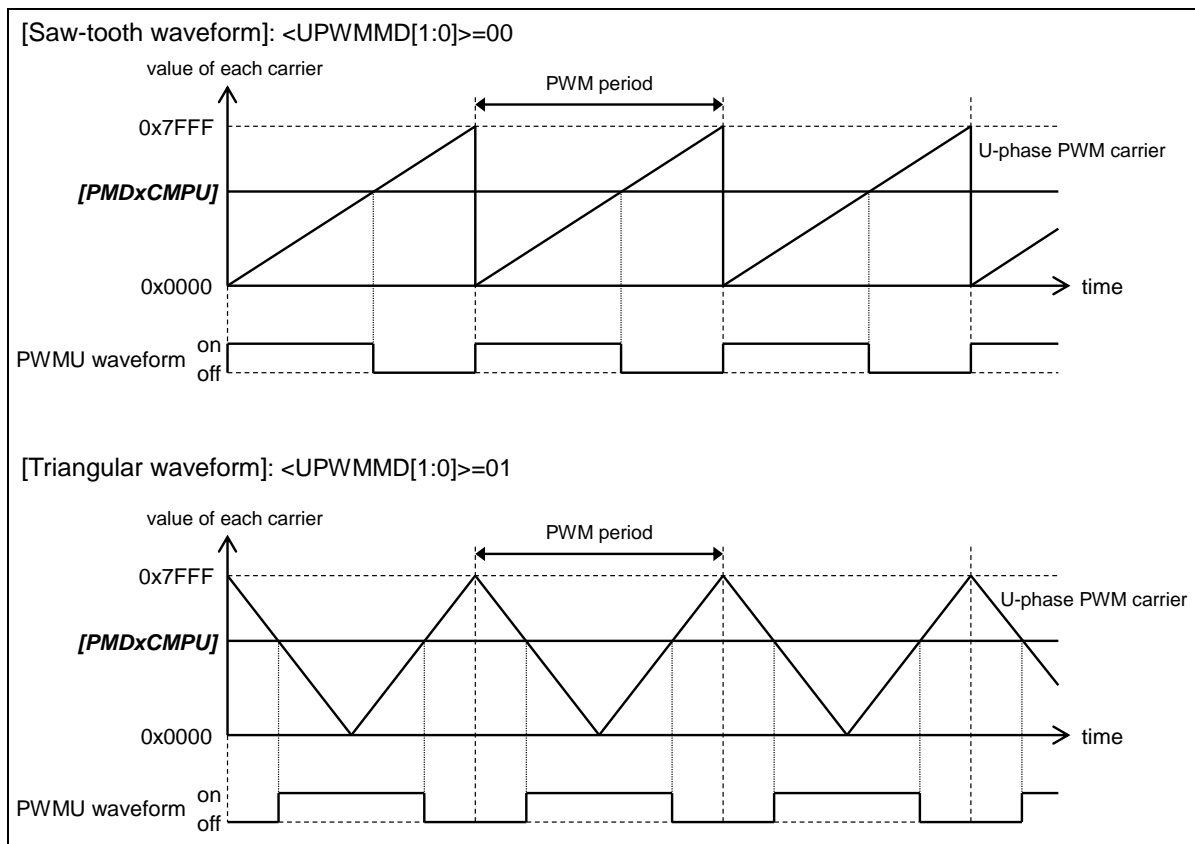 [Saw-tooth waveform]: <UPWMMD[1:0]>=00
value of each carrier
PWM period
0x7FFF
U-phase PWM carrier
[PMDxCMPU]
0x0000
time
PWMU waveform
on
off
[Triangular waveform]: <UPWMMD[1:0]>=01
value of each carrier
PWM period
0x7FFF
U-phase PWM carrier
[PMDxCMPU]
0x0000
time
PWMU waveform
on
off